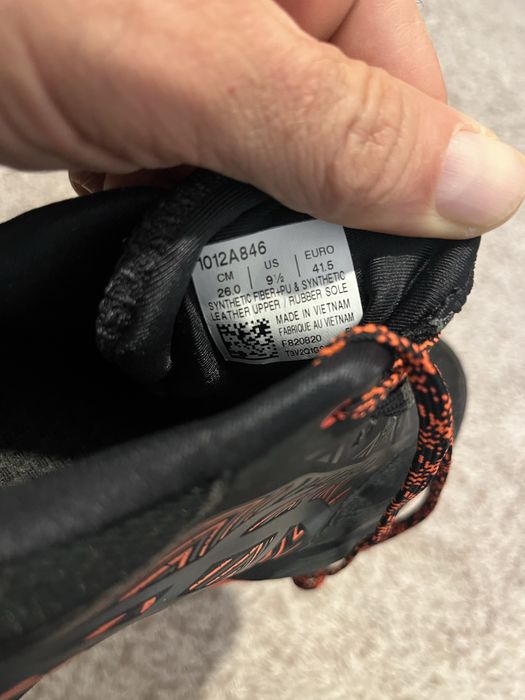 1012A846
CM | US | EURO
26.0 | 9½ | 41.5
SYNTHETIC FIBER+PU & SYNTHETIC
LEATHER UPPER / RUBBER SOLE
MADE IN VIETNAM
FABRIQUE AU VIETNAM
F820820